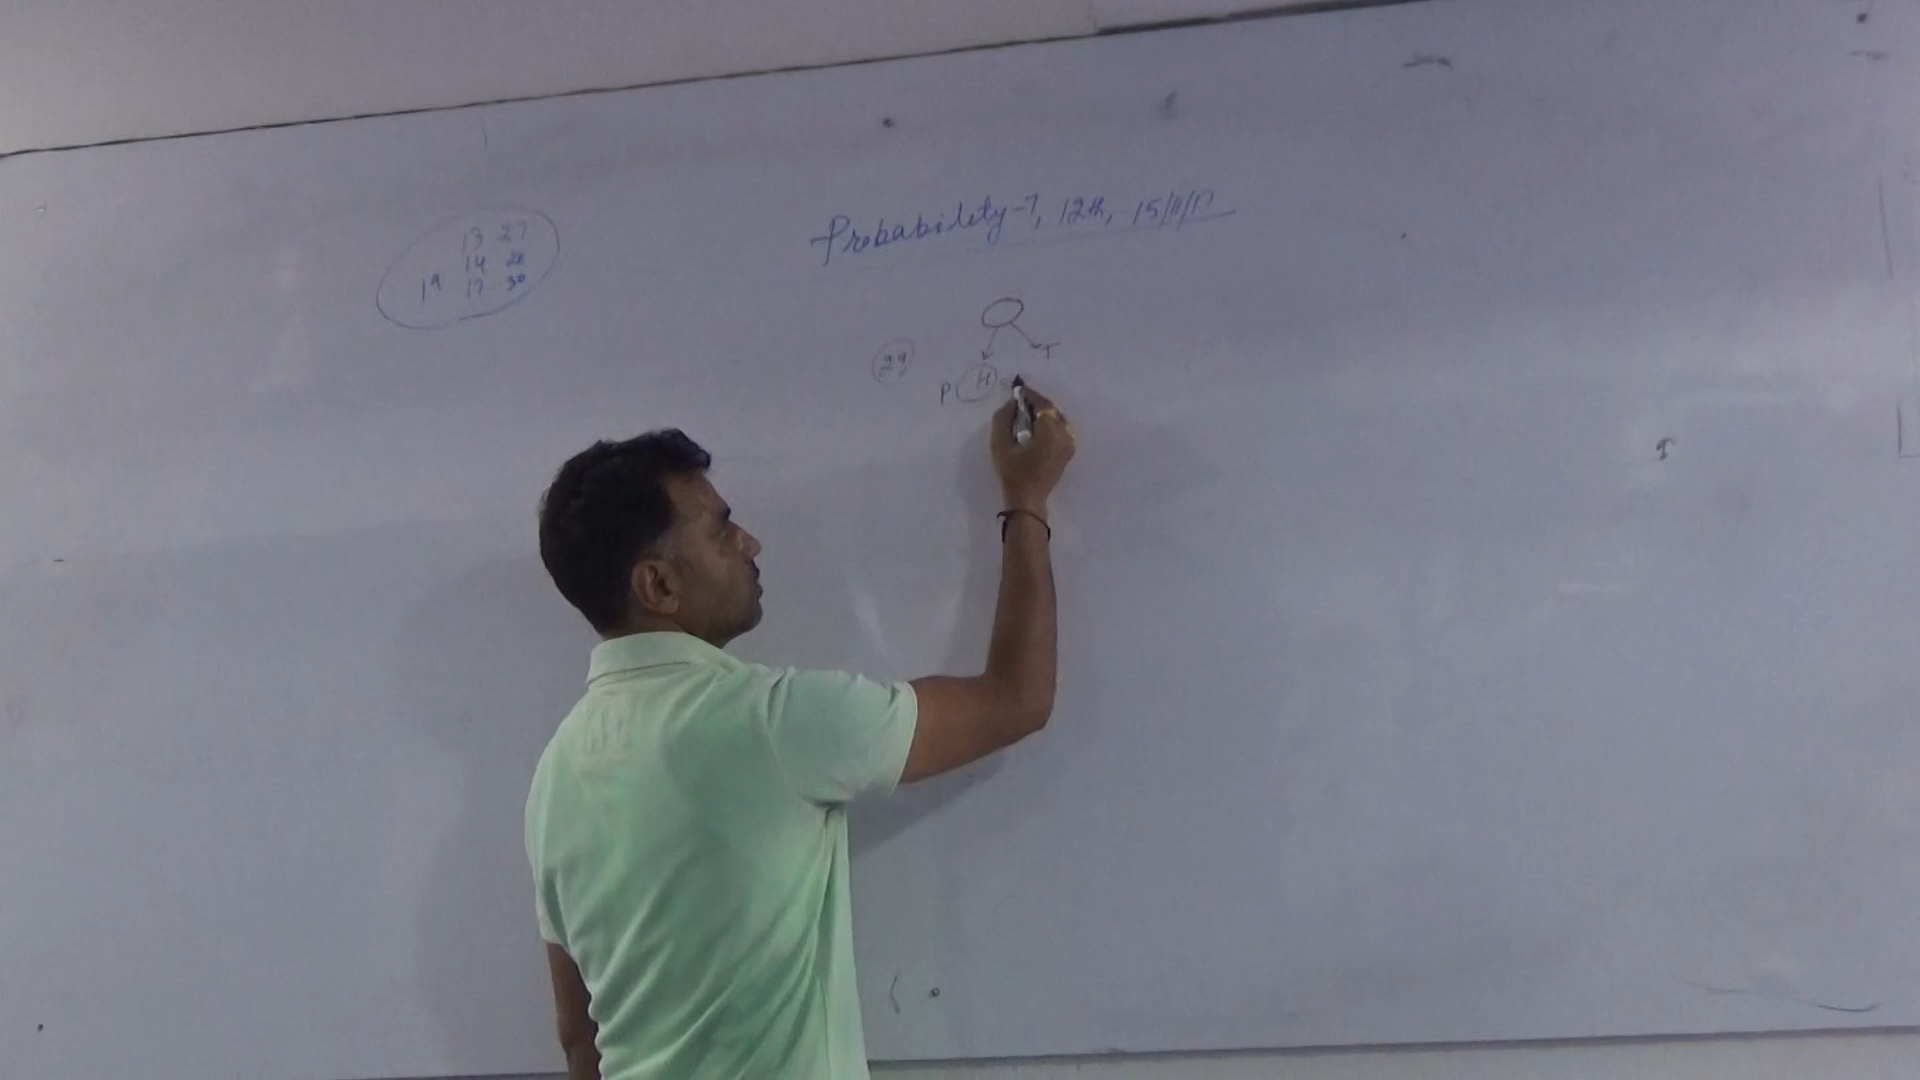 Probability-7, 12th, 15/11/17
13 27
14 28
19 17 30
29
T
P(H)